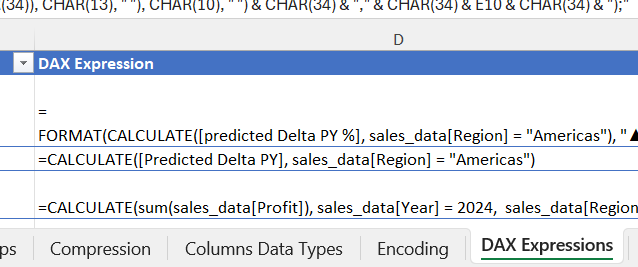 (34)), CHAR(13), " "), CHAR(10), " ") & CHAR(34) & "," & CHAR(34) & E10 & CHAR(34) & ");"
D
DAX Expression
=
FORMAT(CALCULATE([predicted Delta PY %], sales_data[Region] = "Americas"), "▲
=CALCULATE([Predicted Delta PY], sales_data[Region] = "Americas")
=CALCULATE(sum(sales_data[Profit]), sales_data[Year] = 2024, sales_data[Region
ps Compression Columns Data Types Encoding DAX Expressions